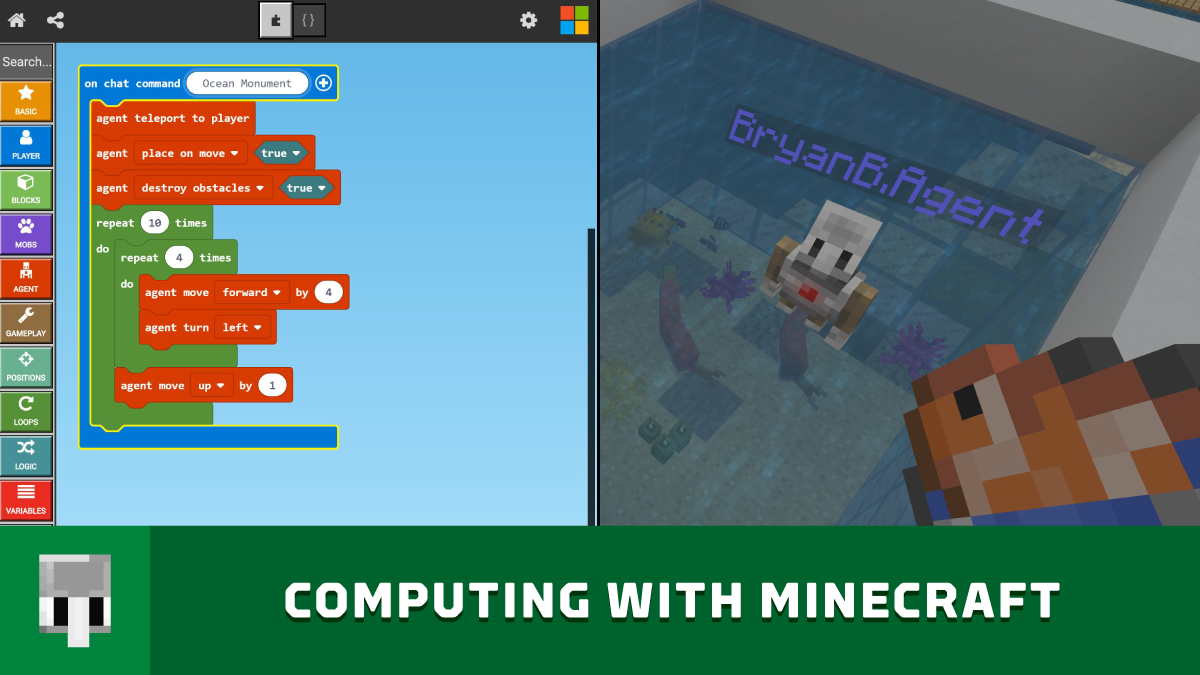 {}
Search...
BASIC
PLAYER
BLOCKS
MOBS
AGENT
GAMEPLAY
POSITIONS
LOOPS
LOGIC
VARIABLES
on chat command Ocean Monument
agent teleport to player
agent place on move true
agent destroy obstacles true
repeat 10 times
do
repeat 4 times
do
agent move forward by 4
agent turn left
agent move up by 1
BryanB.Agent
COMPUTING WITH MINECRAFT